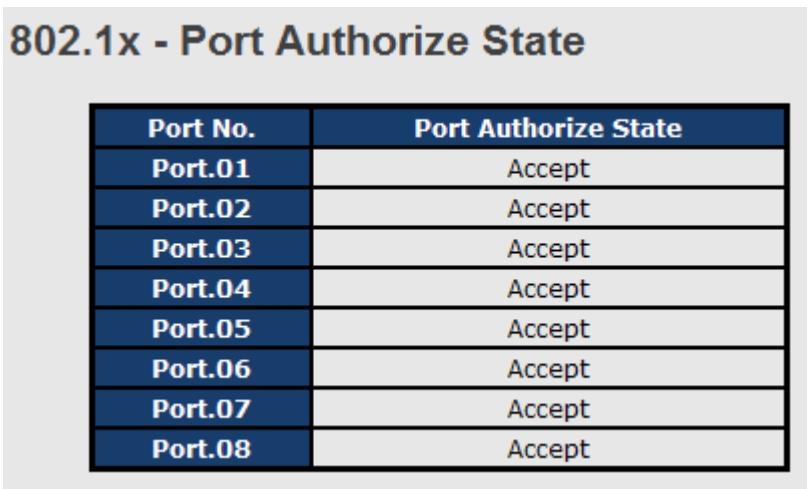 802.1x - Port Authorize State
Port No. Port Authorize State
Port.01 Accept
Port.02 Accept
Port.03 Accept
Port.04 Accept
Port.05 Accept
Port.06 Accept
Port.07 Accept
Port.08 Accept